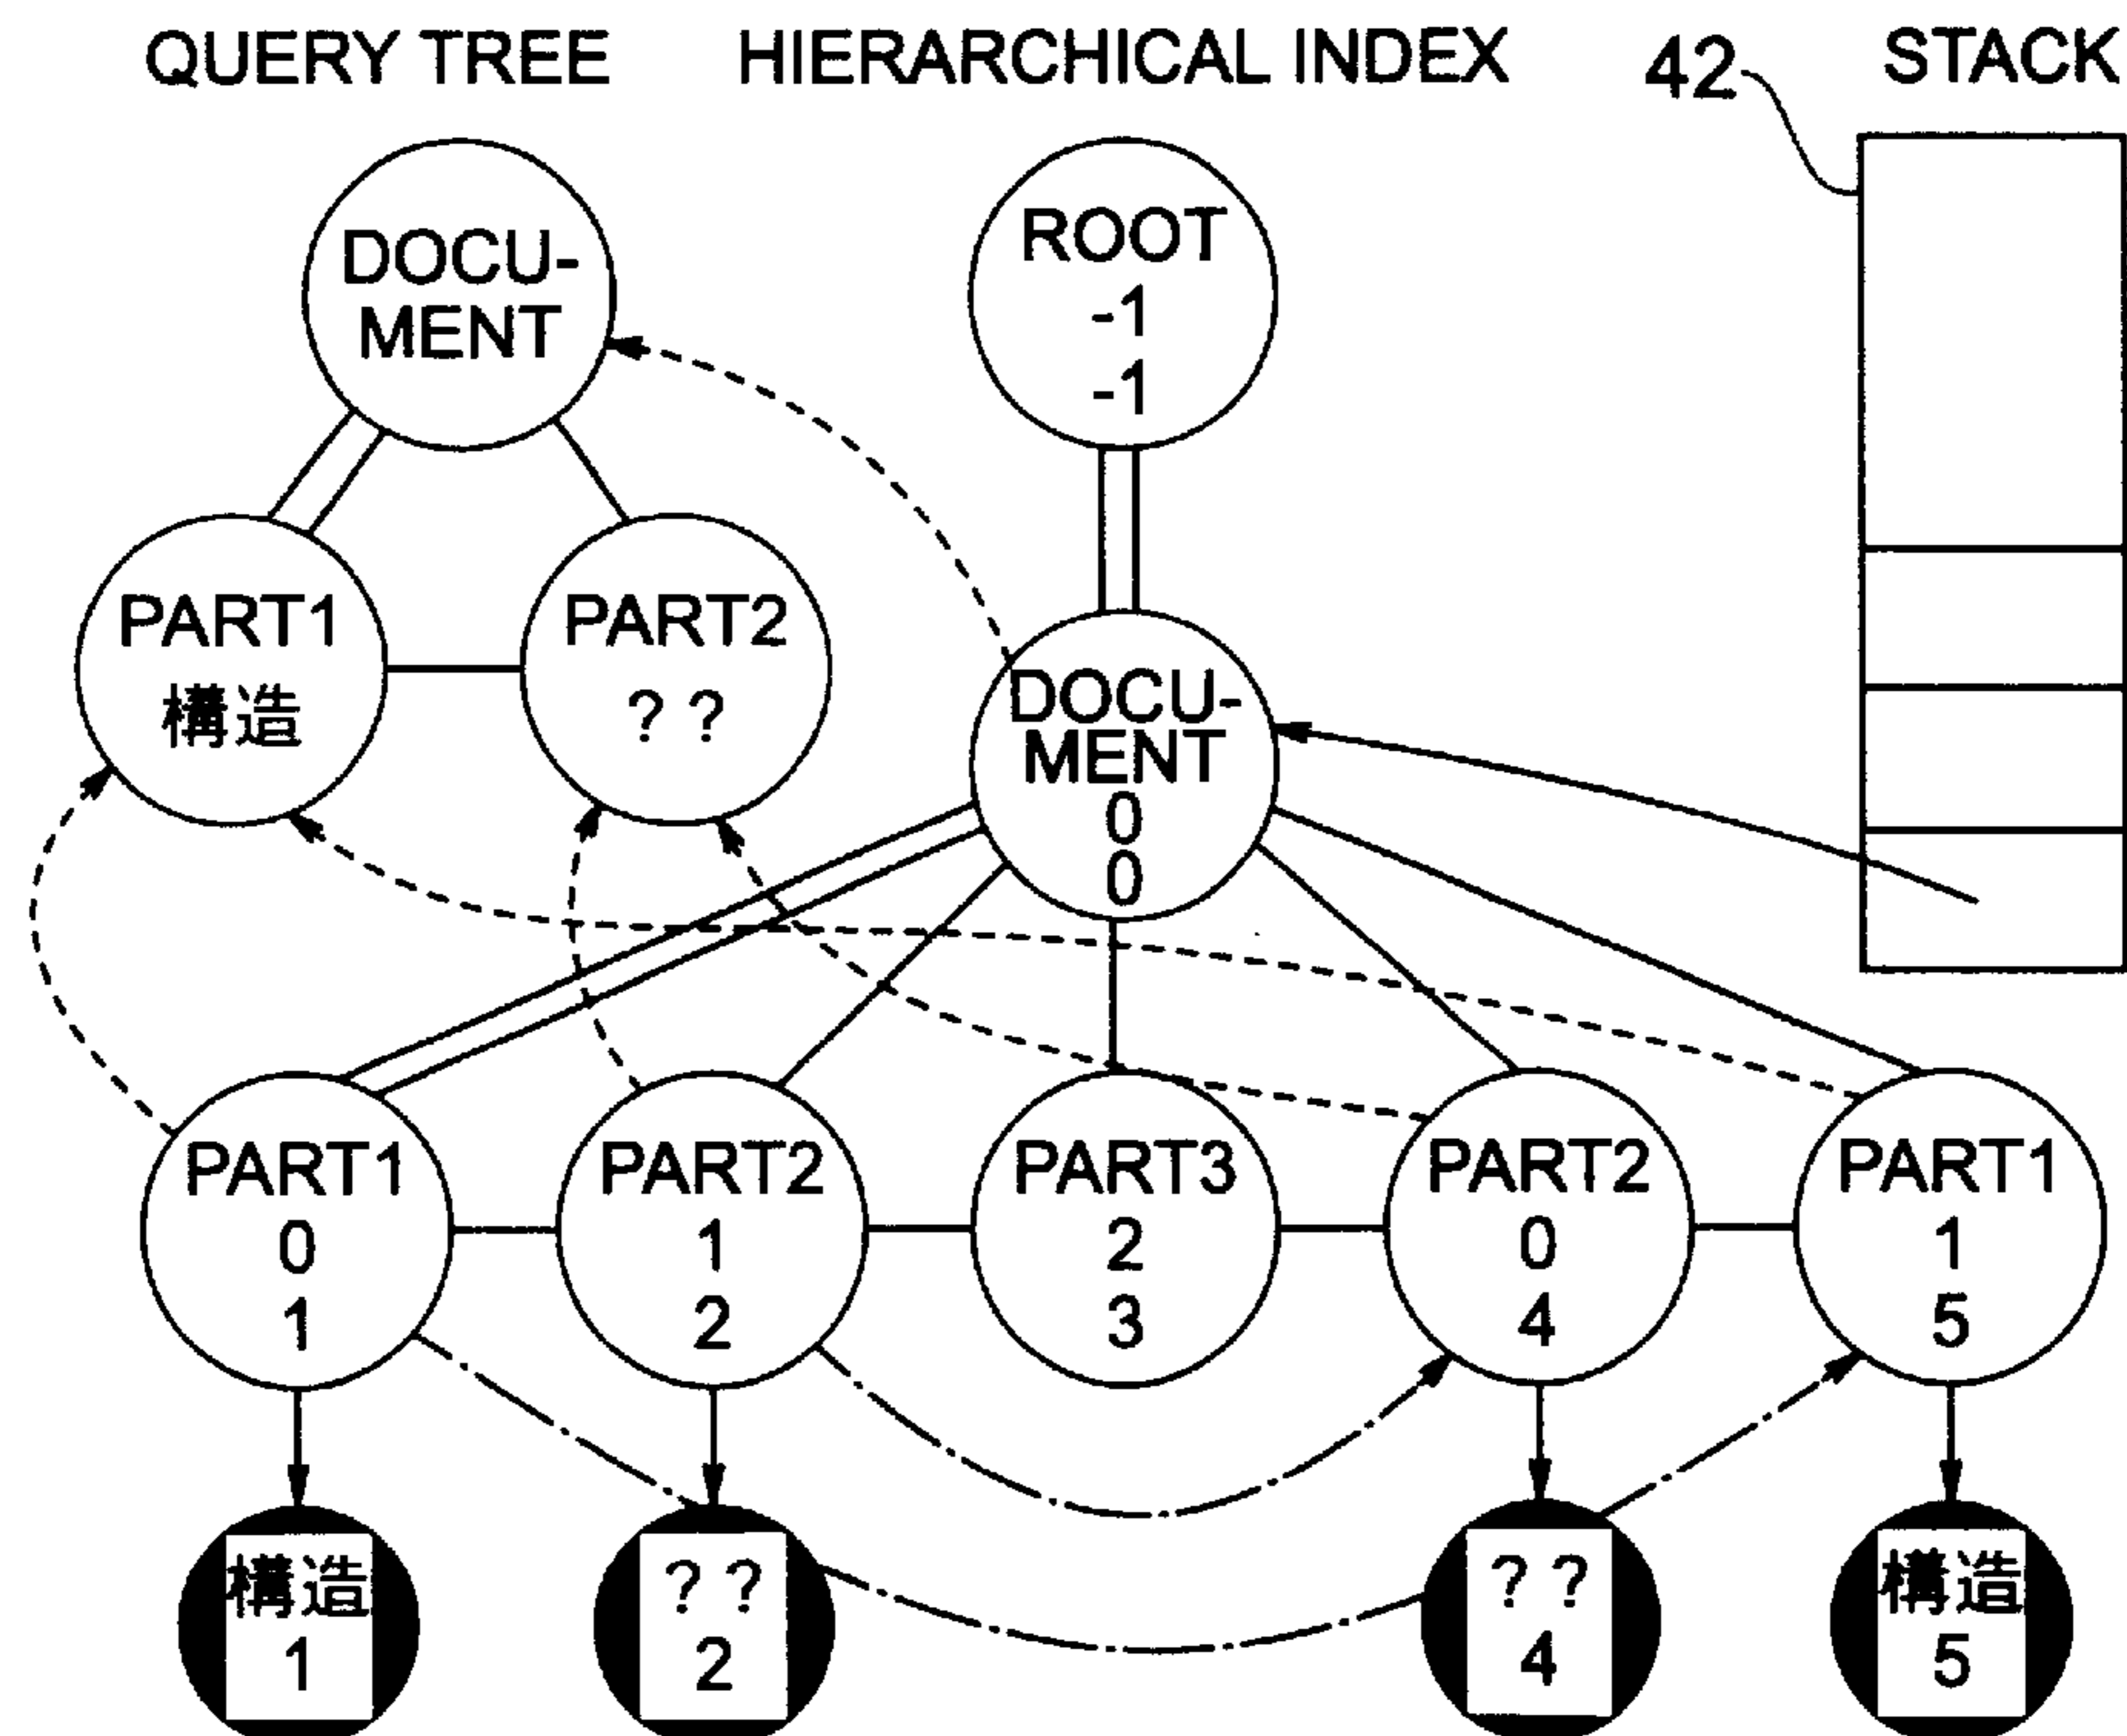 QUERY TREE
HIERARCHICAL INDEX
42
STACK
DOCU-
MENT
ROOT
-1
-1
PART1
構造
PART2
? ?
DOCU-
MENT
0
0
PART1
0
1
PART2
1
2
PART3
2
3
PART2
0
4
PART1
1
5
構造
1
? ?
2
? ?
4
構造
5